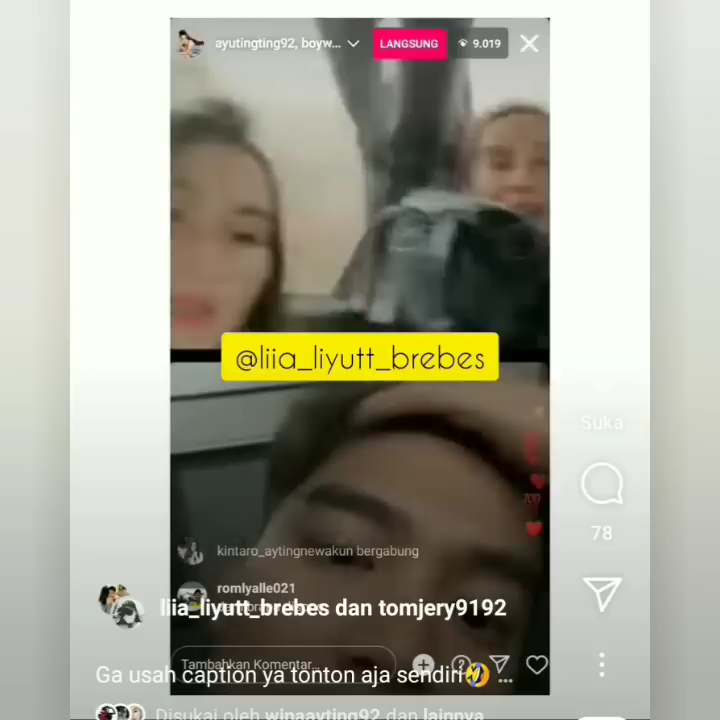 ayutingting92, boyw...
LANGSUNG
9.019
@liia_liyutt_brebes
Suka
78
kintaro_aytingnewakun bergabung
romlyalle021
liia_liyutt_brebes dan tomjery9192
Tambahkan Komentar...
Ga usah caption ya tonton aja sendiri🤣
Disukai oleh winaayting92 dan lainnya